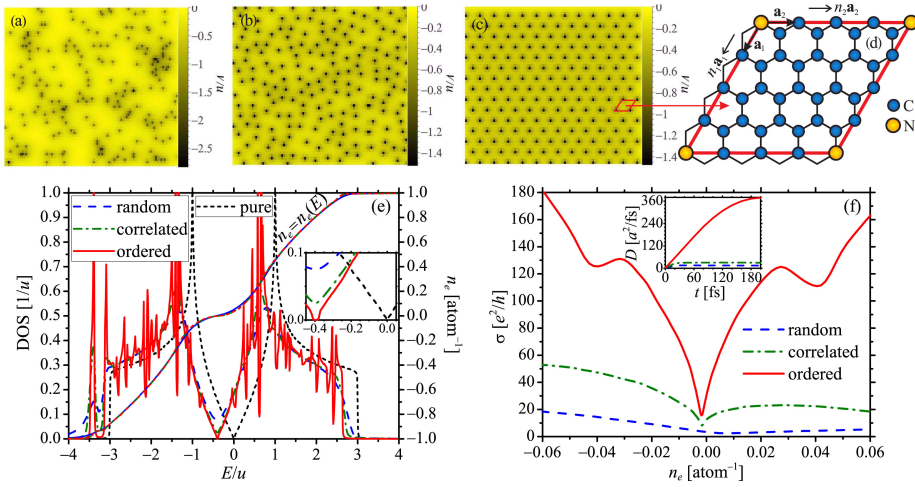 (a)
0
−0.5
−1.0
−1.5
−2.0
−2.5
V/u
(b)
0
−0.2
−0.4
−0.6
−0.8
−1.0
−1.2
−1.4
V/u
(c)
0
−0.2
−0.4
−0.6
−0.8
−1
−1.2
−1.4
V/u
a₂ n₂a₂
(d)
a₁
n₁a₁
C
N
(e)
random
correlated
ordered
pure
nₑ=nₑ(E)
DOS [1/u]
1.0
0.9
0.8
0.7
0.6
0.5
0.4
0.3
0.2
0.1
0.0
−4 −3 −2 −1 0 1 2 3 4
E/u
1.0
0.8
0.6
0.4
0.2
0.0
−0.2
−0.4
−0.6
−0.8
−1.0
nₑ [atom⁻¹]
0.1
0.0
−0.4 −0.2 0.0
(f)
σ [e²/h]
180
160
140
120
100
80
60
40
20
0
−0.06 −0.04 −0.02 0.00 0.02 0.04 0.06
nₑ [atom⁻¹]
D [a²/fs]
360
240
120
0
0 60 120 180
t [fs]
random
correlated
ordered